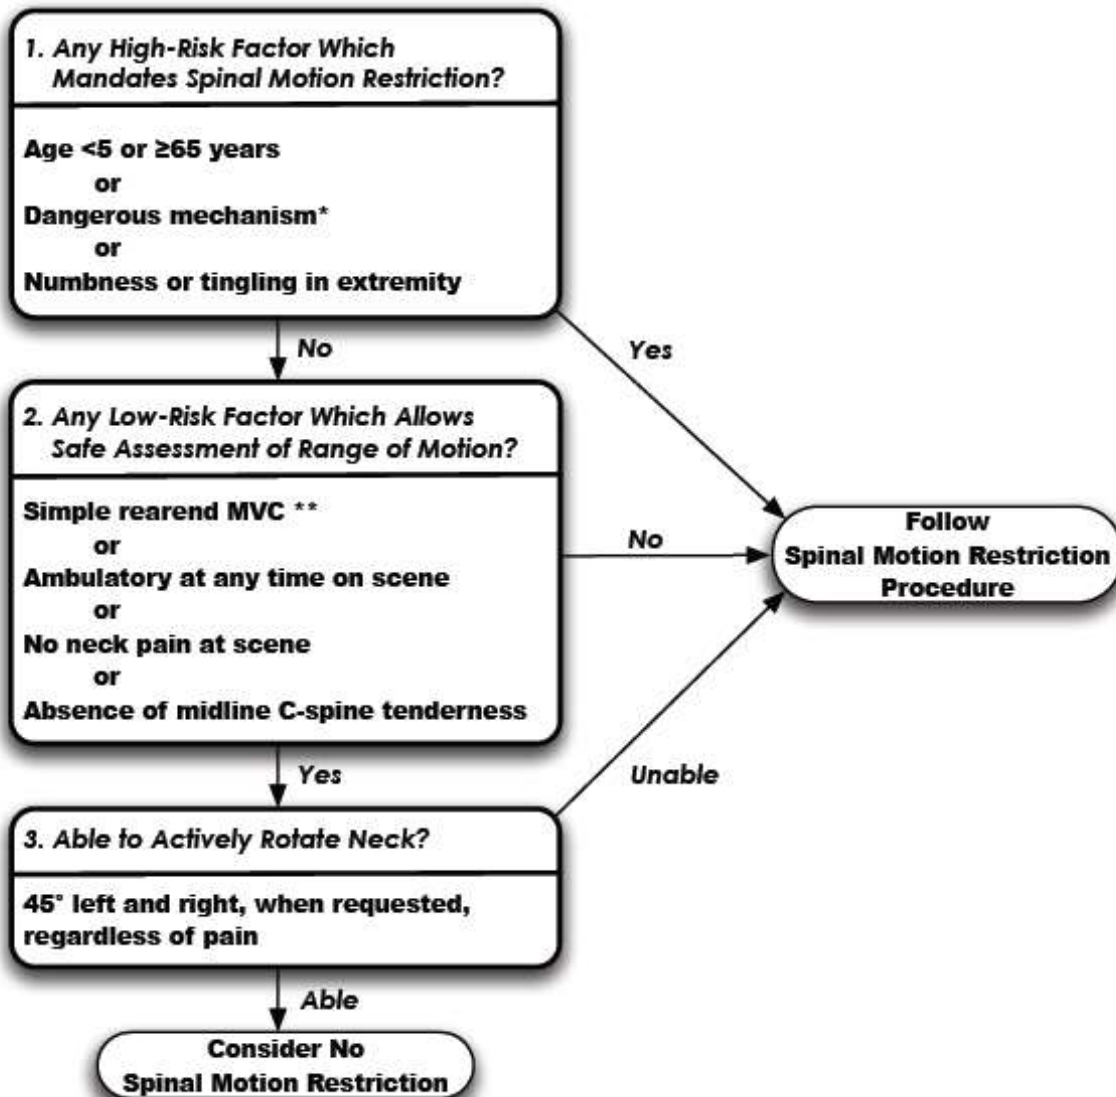 1. Any High-Risk Factor Which
Mandates Spinal Motion Restriction?
Age <5 or ≥65 years
or
Dangerous mechanism*
or
Numbness or tingling in extremity
No
Yes
2. Any Low-Risk Factor Which Allows
Safe Assessment of Range of Motion?
Simple rearend MVC **
or
Ambulatory at any time on scene
or
No neck pain at scene
or
Absence of midline C-spine tenderness
No
Follow
Spinal Motion Restriction
Procedure
Yes
Unable
3. Able to Actively Rotate Neck?
45° left and right, when requested,
regardless of pain
Able
Consider No
Spinal Motion Restriction